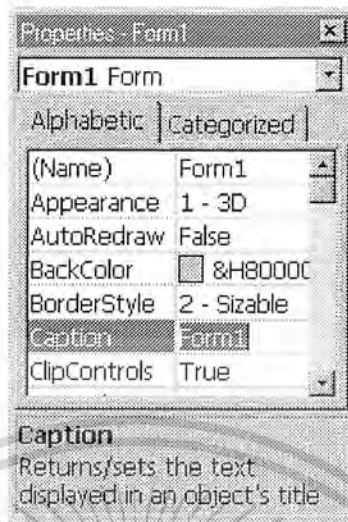 Properties - Form1
Form1 Form
Alphabetic Categorized
(Name) Form1
Appearance 1 - 3D
AutoRedraw False
BackColor &H80000
BorderStyle 2 - Sizable
Caption Form1
ClipControls True
Caption
Returns/sets the text
displayed in an object's title